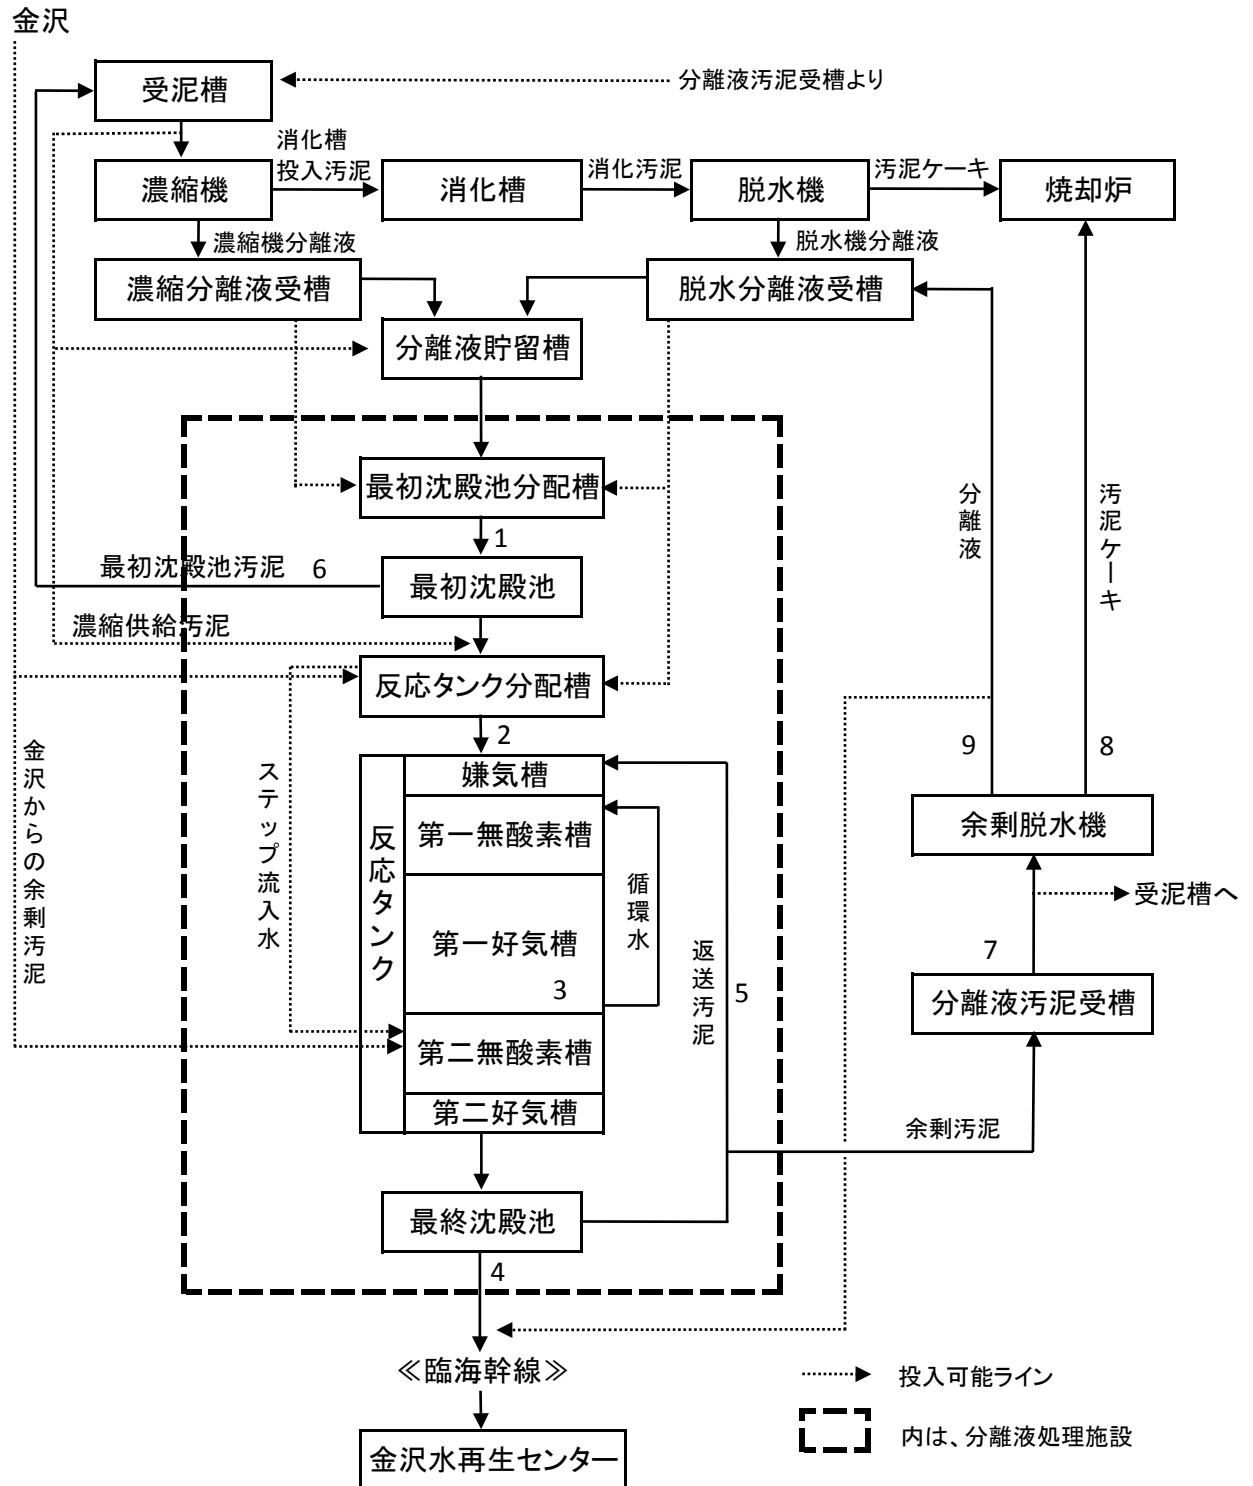 金沢
受泥槽
分離液汚泥受槽より
消化槽
投入汚泥
消化汚泥
汚泥ケーキ
濃縮機
消化槽
脱水機
焼却炉
濃縮機分離液
脱水機分離液
濃縮分離液受槽
脱水分離液受槽
分離液貯留槽
最初沈殿池分配槽
分離液
汚泥ケーキ
1
最初沈殿池汚泥 6
最初沈殿池
濃縮供給汚泥
反応タンク分配槽
2
9
8
金沢からの余剰汚泥
ステップ流入水
反応タンク
嫌気槽
第一無酸素槽
第一好気槽
3
第二無酸素槽
第二好気槽
循環水
返送汚泥
5
余剰脱水機
受泥槽へ
7
分離液汚泥受槽
余剰汚泥
最終沈殿池
4
≪臨海幹線≫
金沢水再生センター
投入可能ライン
内は、分離液処理施設